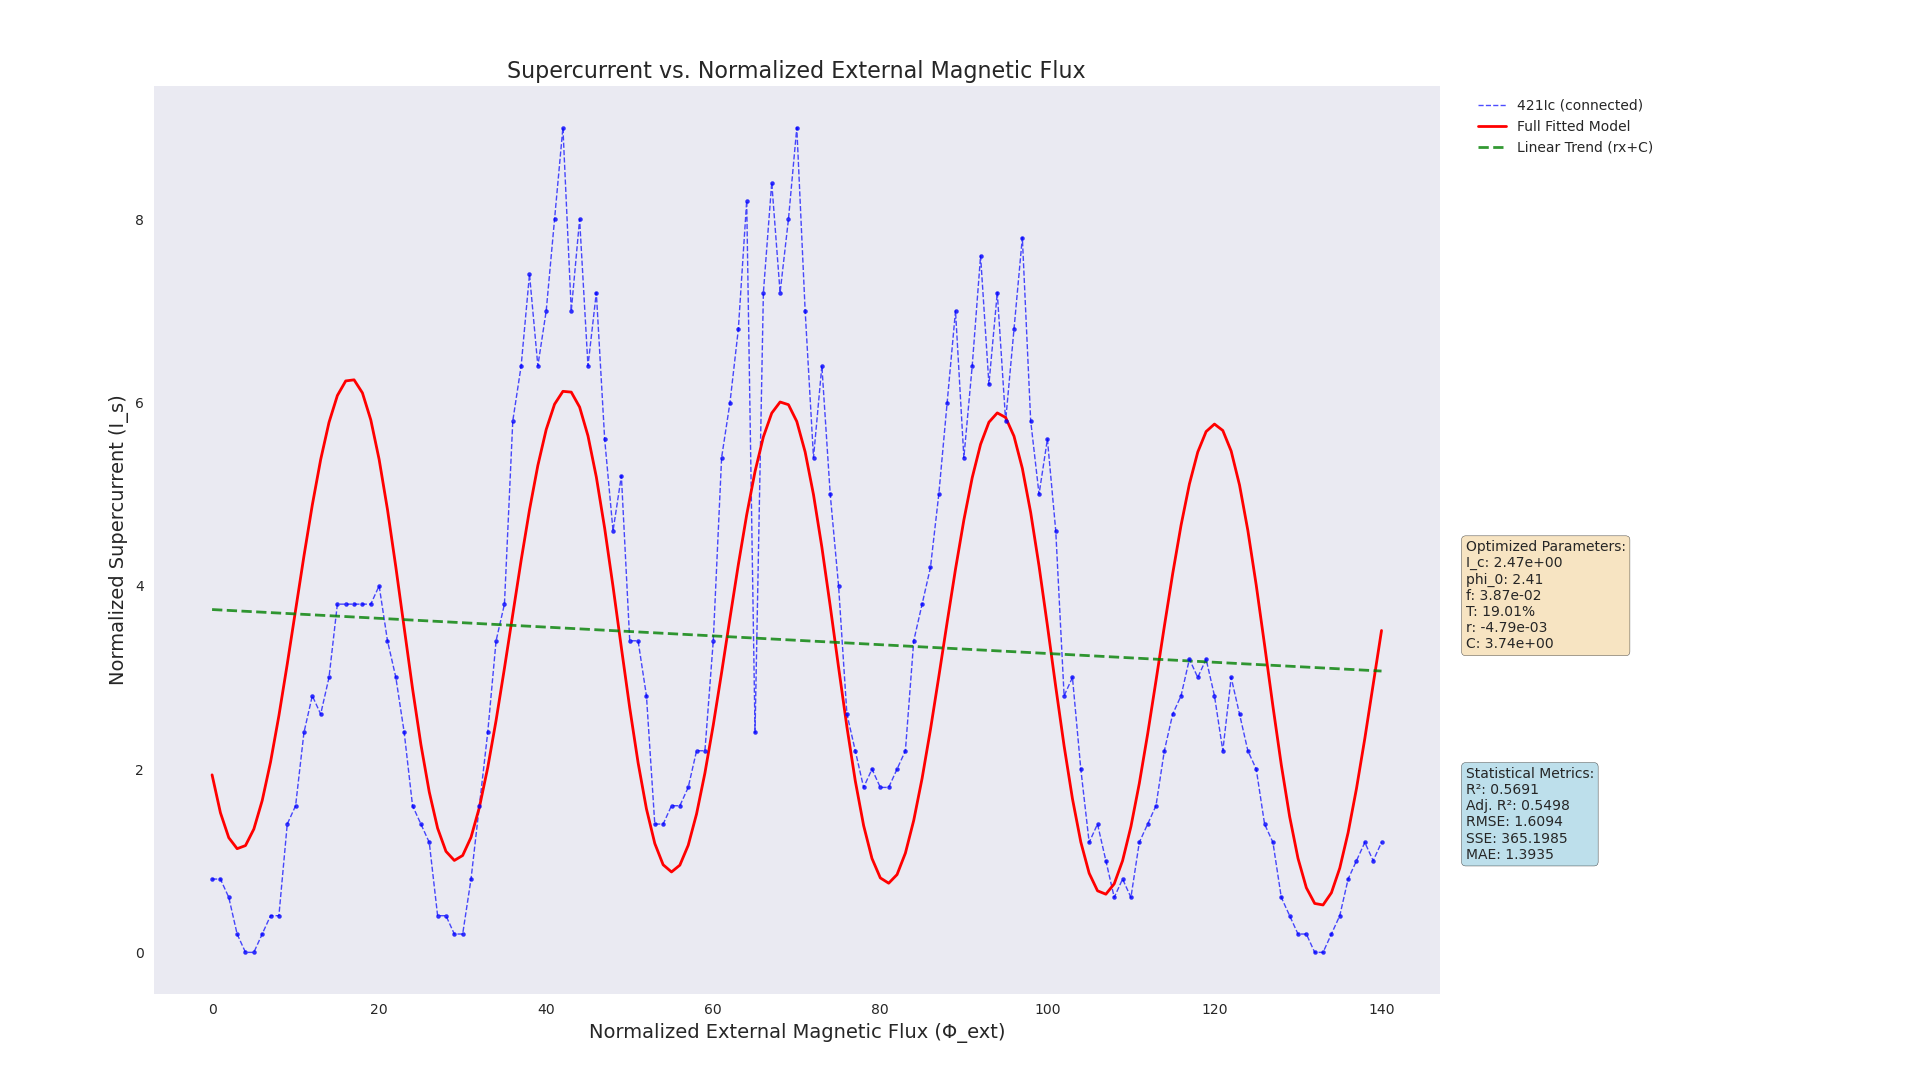 Supercurrent vs. Normalized External Magnetic Flux
421Ic (connected)
Full Fitted Model
Linear Trend (rx+C)
Normalized Supercurrent (I_s)
8
6
4
2
0
0 20 40 60 80 100 120 140
Normalized External Magnetic Flux (Φ_ext)
Optimized Parameters:
I_c: 2.47e+00
phi_0: 2.41
f: 3.87e-02
T: 19.01%
r: -4.79e-03
C: 3.74e+00
Statistical Metrics:
R²: 0.5691
Adj. R²: 0.5498
RMSE: 1.6094
SSE: 365.1985
MAE: 1.3935